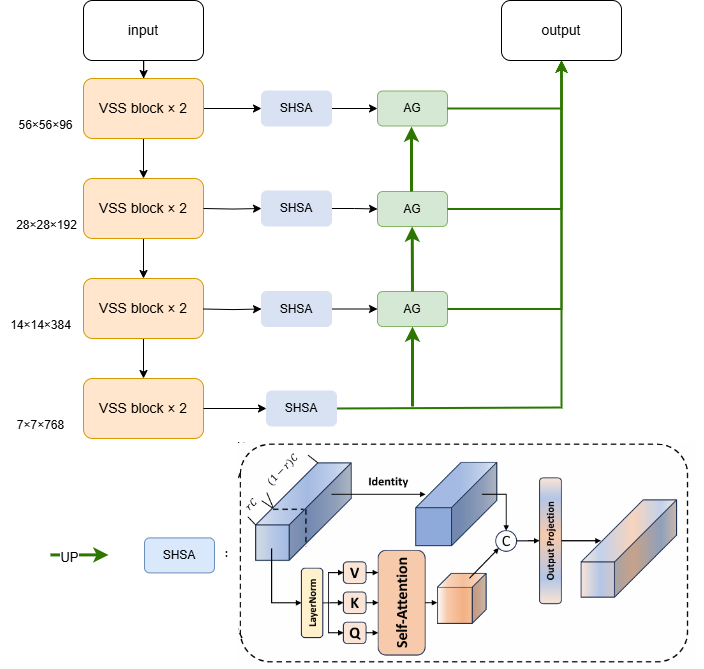 input
output
VSS block × 2
SHSA
AG
56×56×96
VSS block × 2
SHSA
AG
28×28×192
VSS block × 2
SHSA
AG
14×14×384
VSS block × 2
SHSA
7×7×768
rC
(1−r)C
Identity
UP
SHSA
:
LayerNorm
V
K
Q
Self-Attention
C
Output Projection